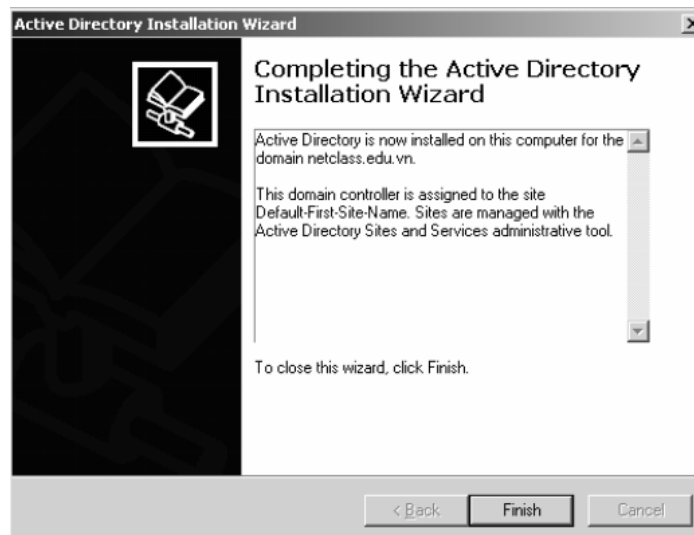 Active Directory Installation Wizard
Completing the Active Directory
Installation Wizard
Active Directory is now installed on this computer for the
domain netclass.edu.vn.
This domain controller is assigned to the site
Default-First-Site-Name. Sites are managed with the
Active Directory Sites and Services administrative tool.
To close this wizard, click Finish.
< Back
Finish
Cancel